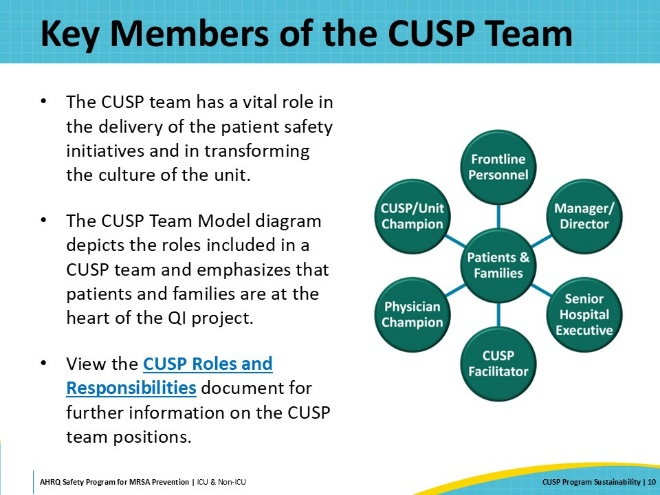 Key Members of the CUSP Team
• The CUSP team has a vital role in
the delivery of the patient safety
initiatives and in transforming
the culture of the unit.
• The CUSP Team Model diagram
depicts the roles included in a
CUSP team and emphasizes that
patients and families are at the
heart of the QI project.
• View the CUSP Roles and
Responsibilities document for
further information on the CUSP
team positions.
Frontline
Personnel
CUSP/Unit
Champion
Manager/
Director
Patients &
Families
Physician
Champion
Senior
Hospital
Executive
CUSP
Facilitator
AHRQ Safety Program for MRSA Prevention | ICU & Non-ICU
CUSP Program Sustainability | 10